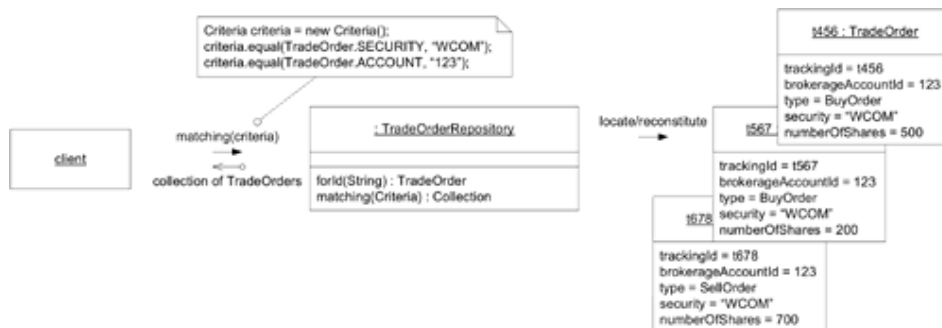 Criteria criteria = new Criteria();
criteria.equal(TradeOrder.SECURITY, “WCOM”);
criteria.equal(TradeOrder.ACCOUNT, “123”);
client
matching(criteria)
collection of TradeOrders
: TradeOrderRepository
forId(String) : TradeOrder
matching(Criteria) : Collection
locate/reconstitute
t456 : TradeOrder
trackingId = t456
brokerageAccountId = 123
type = BuyOrder
security = “WCOM”
numberOfShares = 500
t567
trackingId = t567
brokerageAccountId = 123
type = BuyOrder
security = “WCOM”
numberOfShares = 200
t678
trackingId = t678
brokerageAccountId = 123
type = SellOrder
security = “WCOM”
numberOfShares = 700